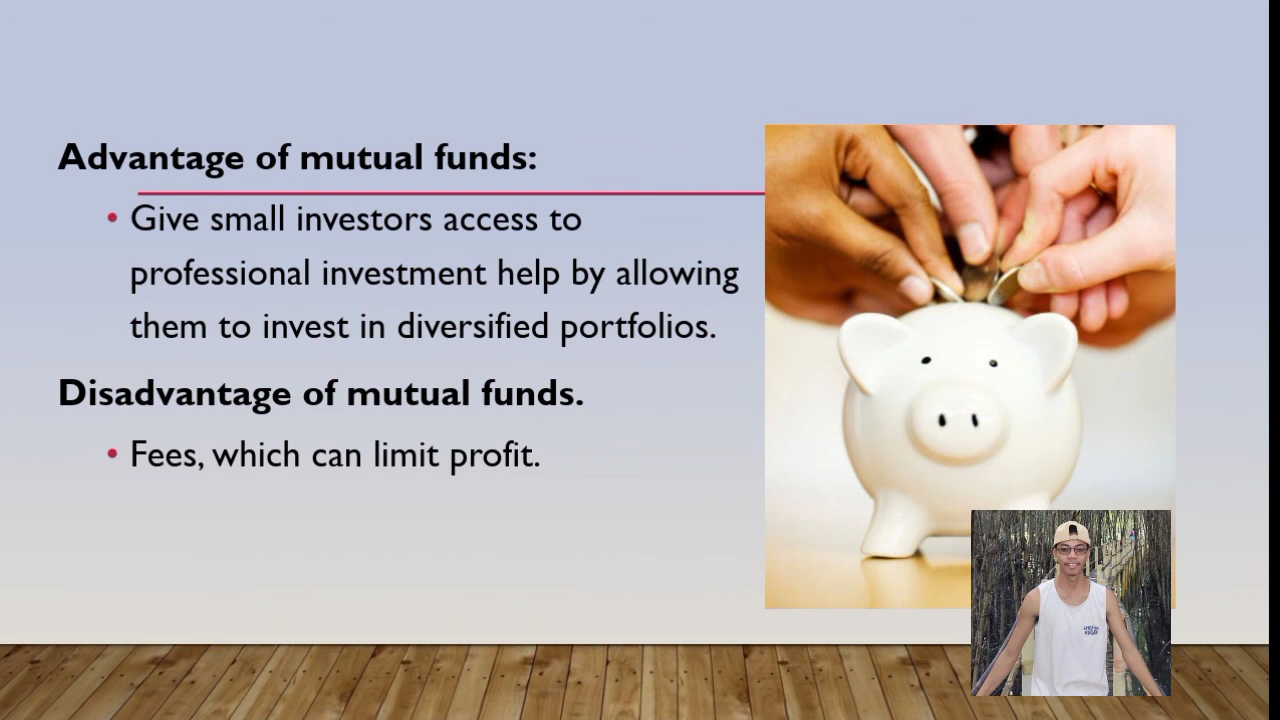 Advantage of mutual funds:
• Give small investors access to
professional investment help by allowing
them to invest in diversified portfolios.
Disadvantage of mutual funds.
• Fees, which can limit profit.